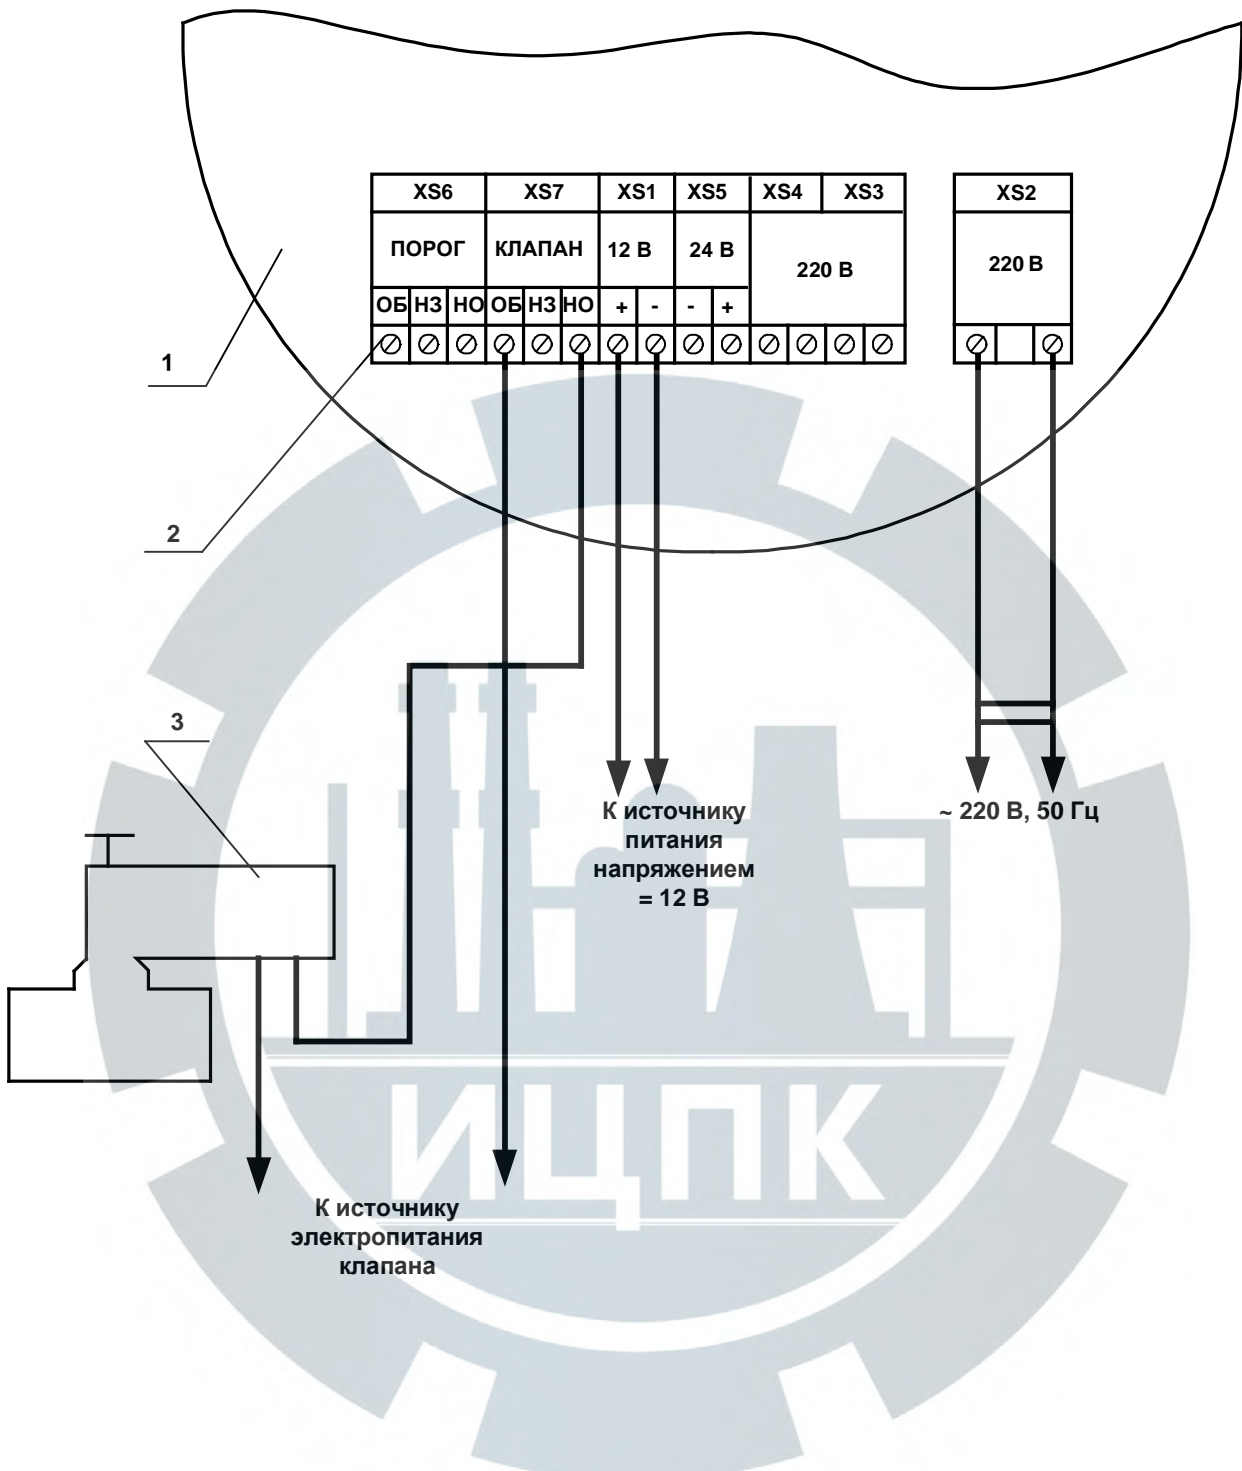 XS6 XS7 XS1 XS5 XS4 XS3 XS2
ПОРОГ КЛАПАН 12 В 24 В 220 В 220 В
ОБ НЗ НО ОБ НЗ НО + - - +
1
2
3
К источнику
питания
напряжением
= 12 В
~ 220 В, 50 Гц
ИЦПК
К источнику
электропитания
клапана